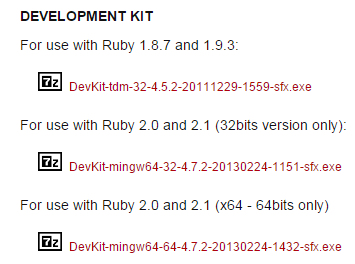 DEVELOPMENT KIT
For use with Ruby 1.8.7 and 1.9.3:
7z DevKit-tdm-32-4.5.2-20111229-1559-sfx.exe
For use with Ruby 2.0 and 2.1 (32bits version only):
7z DevKit-mingw64-32-4.7.2-20130224-1151-sfx.exe
For use with Ruby 2.0 and 2.1 (x64 - 64bits only)
7z DevKit-mingw64-64-4.7.2-20130224-1432-sfx.exe